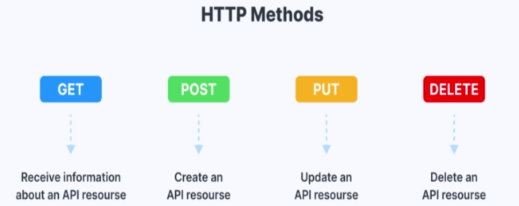 HTTP Methods
GET
POST
PUT
DELETE
Receive information
about an API resourse
Create an
API resourse
Update an
API resourse
Delete an
API resourse